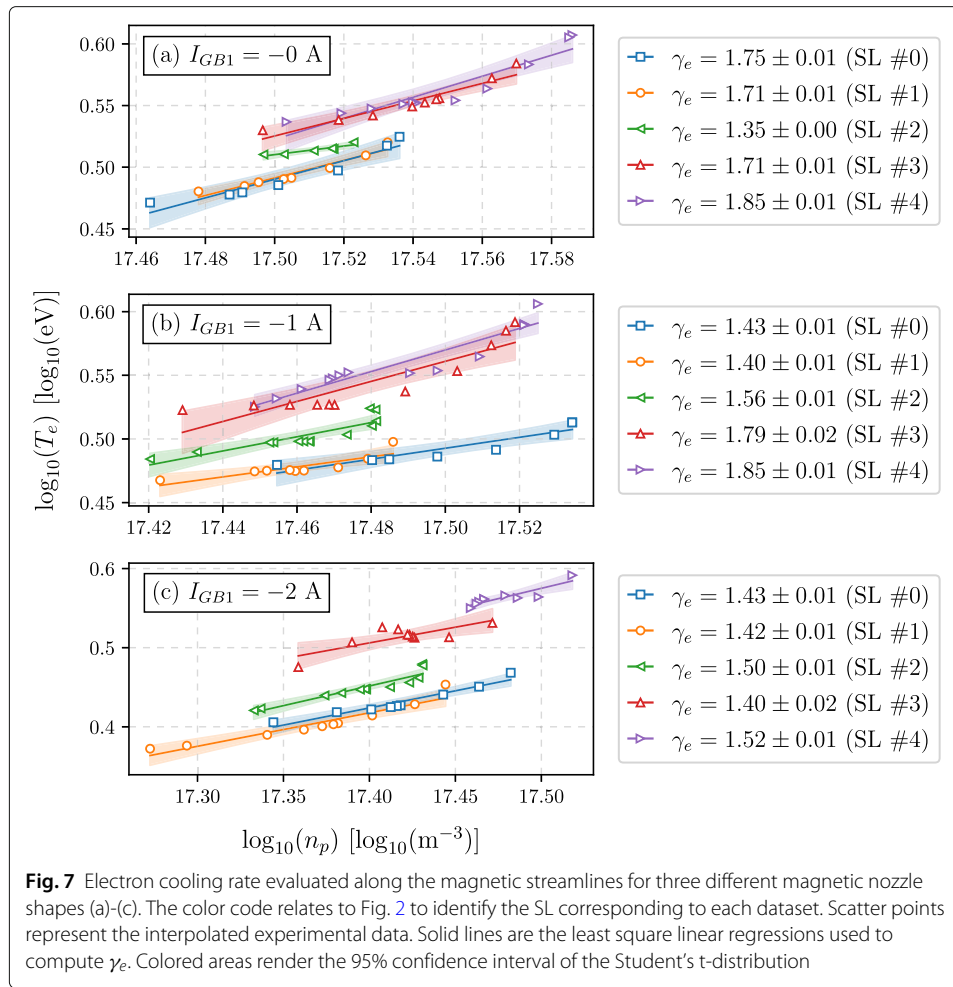 (a) I_{GB1} = −0 A
0.60
0.55
0.50
0.45
17.46 17.48 17.50 17.52 17.54 17.56 17.58
γ_e = 1.75 ± 0.01 (SL #0)
γ_e = 1.71 ± 0.01 (SL #1)
γ_e = 1.35 ± 0.00 (SL #2)
γ_e = 1.71 ± 0.01 (SL #3)
γ_e = 1.85 ± 0.01 (SL #4)
log₁₀(T_e) [log₁₀(eV)]
(b) I_{GB1} = −1 A
0.60
0.55
0.50
0.45
17.42 17.44 17.46 17.48 17.50 17.52
γ_e = 1.43 ± 0.01 (SL #0)
γ_e = 1.40 ± 0.01 (SL #1)
γ_e = 1.56 ± 0.01 (SL #2)
γ_e = 1.79 ± 0.02 (SL #3)
γ_e = 1.85 ± 0.01 (SL #4)
(c) I_{GB1} = −2 A
0.6
0.5
0.4
17.30 17.35 17.40 17.45 17.50
γ_e = 1.43 ± 0.01 (SL #0)
γ_e = 1.42 ± 0.01 (SL #1)
γ_e = 1.50 ± 0.01 (SL #2)
γ_e = 1.40 ± 0.02 (SL #3)
γ_e = 1.52 ± 0.01 (SL #4)
log₁₀(n_p) [log₁₀(m⁻³)]
Fig. 7 Electron cooling rate evaluated along the magnetic streamlines for three different magnetic nozzle
shapes (a)-(c). The color code relates to Fig. 2 to identify the SL corresponding to each dataset. Scatter points
represent the interpolated experimental data. Solid lines are the least square linear regressions used to
compute γ_e. Colored areas render the 95% confidence interval of the Student's t-distribution